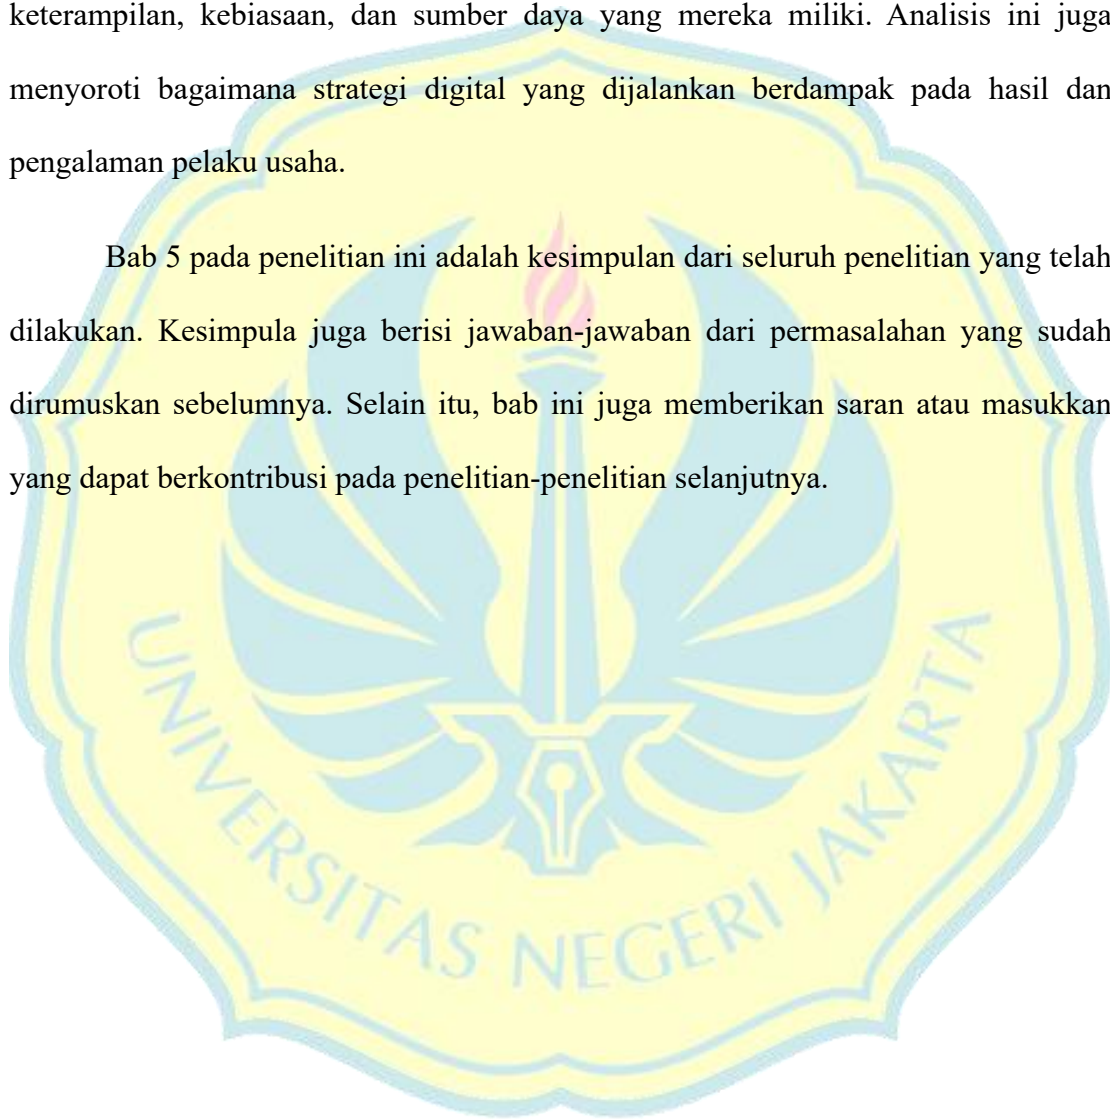 keterampilan, kebiasaan, dan sumber daya yang mereka miliki. Analisis ini juga
menyoroti bagaimana strategi digital yang dijalankan berdampak pada hasil dan
pengalaman pelaku usaha.
Bab 5 pada penelitian ini adalah kesimpulan dari seluruh penelitian yang telah
dilakukan. Kesimpula juga berisi jawaban-jawaban dari permasalahan yang sudah
dirumuskan sebelumnya. Selain itu, bab ini juga memberikan saran atau masukkan
yang dapat berkontribusi pada penelitian-penelitian selanjutnya.
UNIVERSITAS NEGERI JAKARTA